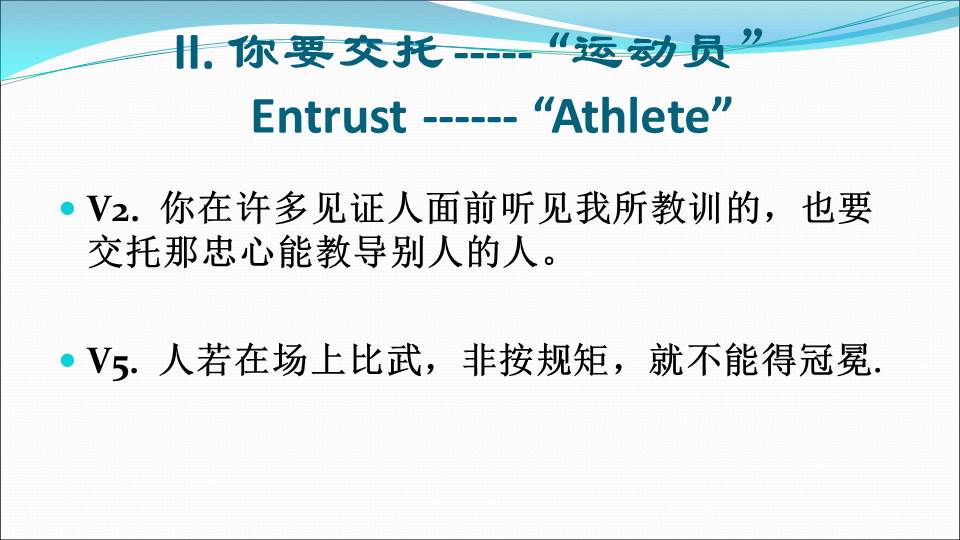 II. 你要交托 ----- “运动员”
Entrust ------ “Athlete”
V2. 你在许多见证人面前听见我所教训的，也要
交托那忠心能教导别人的人。
V5. 人若在场上比武，非按规矩，就不能得冠冕.